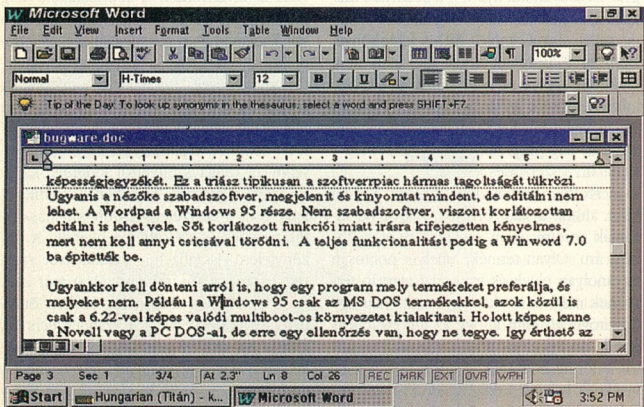 Microsoft Word
File Edit View Insert Format Tools Table Window Help
100%
Normal H-Times 12 B I U
Tip of the Day: To look up synonyms in the thesaurus, select a word and press SHIFT+F7.
bugware.doc
1 2 3 4 5
képességjegyzékét. Ez a triász tipikusan a szoftverpiac hármas tagoltságát tükrözi.
Ugyanis a nézőke szabadszoftver, megjelenít és kinyomtat mindent, de editálni nem
lehet. A Wordpad a Windows 95 része. Nem szabadszoftver, viszont korlátozottan
editálni is lehet vele. Sőt korlátozott funkciói miatt írásra kifejezetten kényelmes,
mert nem kell annyi csicsával törődni. A teljes funkcionalitást pedig a Winword 7.0
ba építették be.
Ugyankkor kell dönteni arról is, hogy egy program mely termékeket preferálja, és
melyeket nem. Például a Windows 95 csak az MS DOS termékekkel, azok közül is
csak a 6.22-vel képes valódi multiboot-os környezetet kialakítani. Holott képes lenne
a Novell vagy a PC DOS-al, de erre egy ellenőrzés van, hogy ne tegye. Így érthető az
Page 3 Sec 1 3/4 At 2.3" Ln 8 Col 26 REC MRK EXT OVR WPH
Start Hungarian (Titán) - k... Microsoft Word 3:52 PM